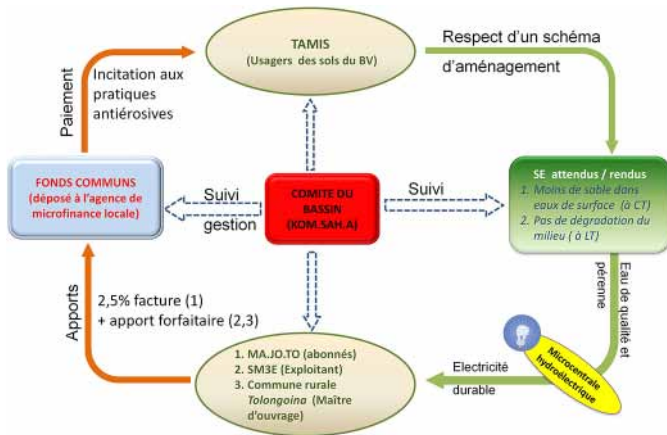 TAMIS
(Usagers des sols du BV)
Respect d'un schéma
d'aménagement
Paiement
Incitation aux
pratiques
antiérosives
FONDS COMMUNS
(déposé à l'agence de
microfinance locale)
Suivi
gestion
COMITE DU
BASSIN
(KOM.SAH.A)
Suivi
SE attendus / rendus
1. Moins de sable dans
eaux de surface (à CT)
2. Pas de dégradation du
milieu ( à LT)
Apports
2,5% facture (1)
+ apport forfaitaire (2,3)
1. MA.JO.TO (abonnés)
2. SM3E (Exploitant)
3. Commune rurale
Tolongoina (Maître
d'ouvrage)
Electricité
durable
Microcentrale
hydroélectrique
Eau de qualité et
pérenne